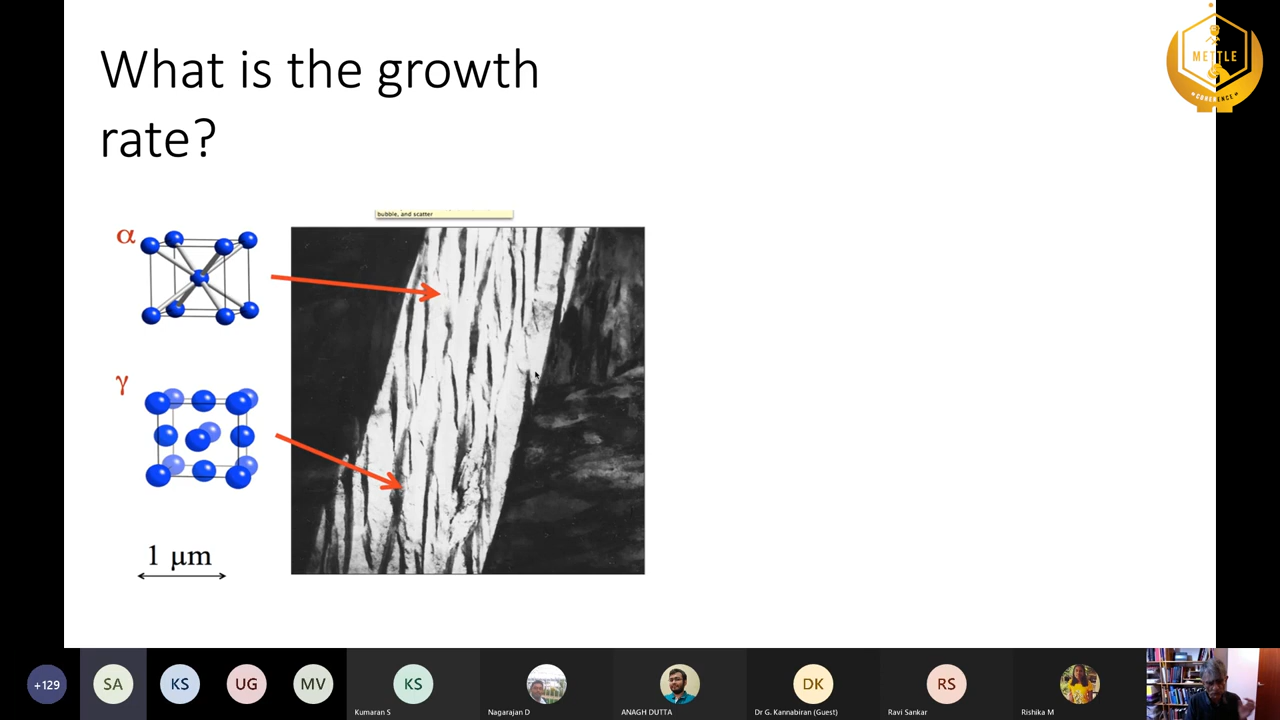 What is the growth
rate?
METTLE
COHERENCE
bubble, and scatter
α
γ
1 μm
+129
SA
KS
UG
MV
KS
DK
RS
Kumaran S
Nagarajan D
ANAGH DUTTA
Dr G. Kannabiran (Guest)
Ravi Sankar
Rishika M